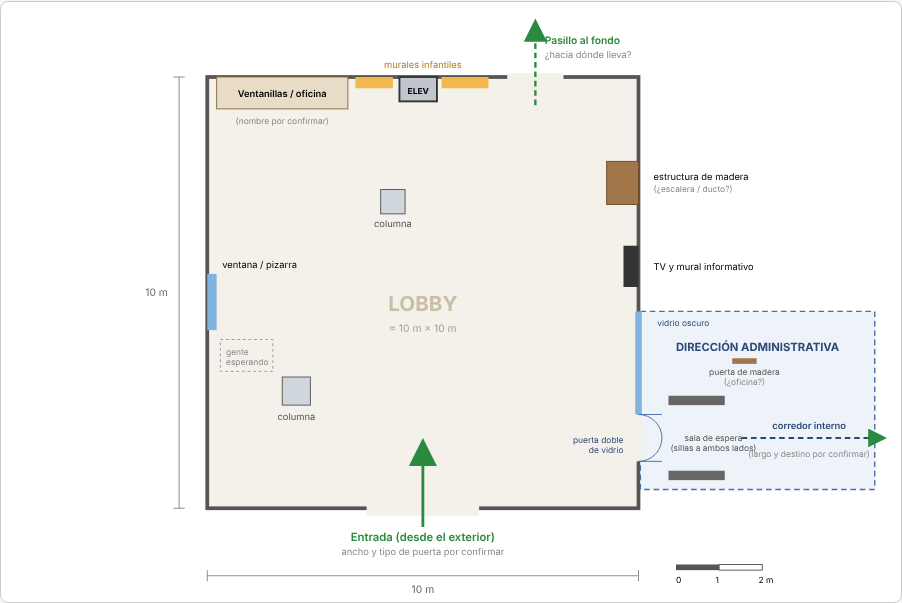 Pasillo al fondo
¿hacia dónde lleva?
murales infantiles
Ventanillas / oficina
ELEV
(nombre por confirmar)
estructura de madera
(¿escalera / ducto?)
columna
ventana / pizarra
TV y mural informativo
10 m
LOBBY
≈ 10 m × 10 m
vidrio oscuro
DIRECCIÓN ADMINISTRATIVA
puerta de madera
(¿oficina?)
gente
esperando
columna
corredor interno
puerta doble
de vidrio
sala de espera
(sillas a ambos lados)
(largo y destino por confirmar)
Entrada (desde el exterior)
ancho y tipo de puerta por confirmar
0 1 2 m
10 m